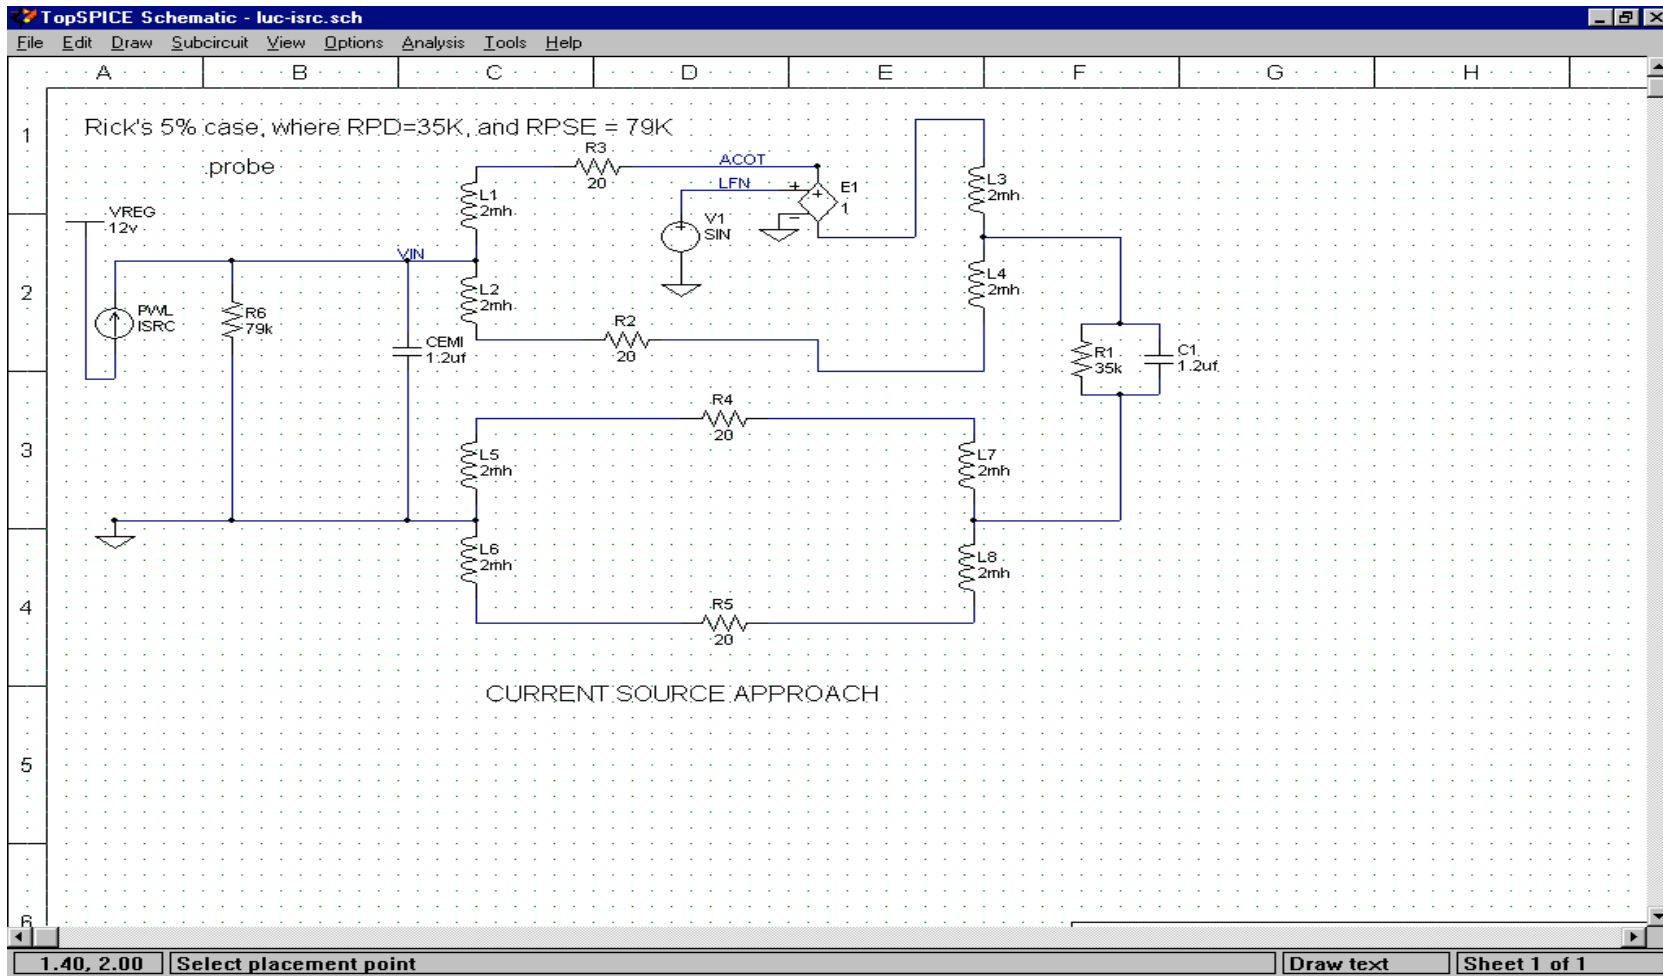 TopSPICE Schematic - luc-isrc.sch
File Edit Draw Subcircuit View Options Analysis Tools Help
A B C D E F G H
1
Rick's 5% case, where RPD=35K, and RPSE = 79K
.probe
R3
20
ACOT
LFN
E1
1
L1
2mh
L3
2mh
VREG
12v
V1
SIN
VIN
2
L2
2mh
L4
2mh
PWL
ISRC
R6
79k
R2
20
CEMI
1.2uf
R1
35k
C1
1.2uf
R4
20
3
L5
2mh
L7
2mh
L6
2mh
L8
2mh
4
R5
20
CURRENT SOURCE APPROACH
5
6
1.40, 2.00 Select placement point Draw text Sheet 1 of 1